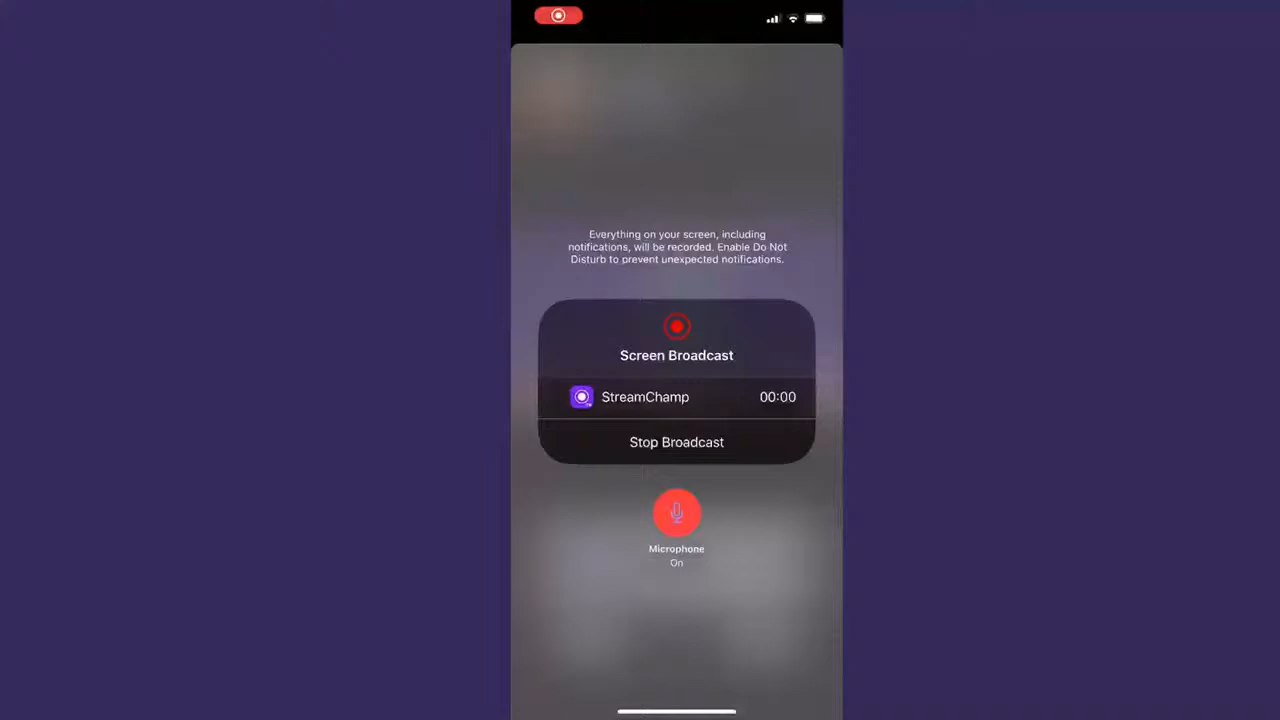 Everything on your screen, including
notifications, will be recorded. Enable Do Not
Disturb to prevent unexpected notifications.
Screen Broadcast
StreamChamp 00:00
Stop Broadcast
Microphone
On